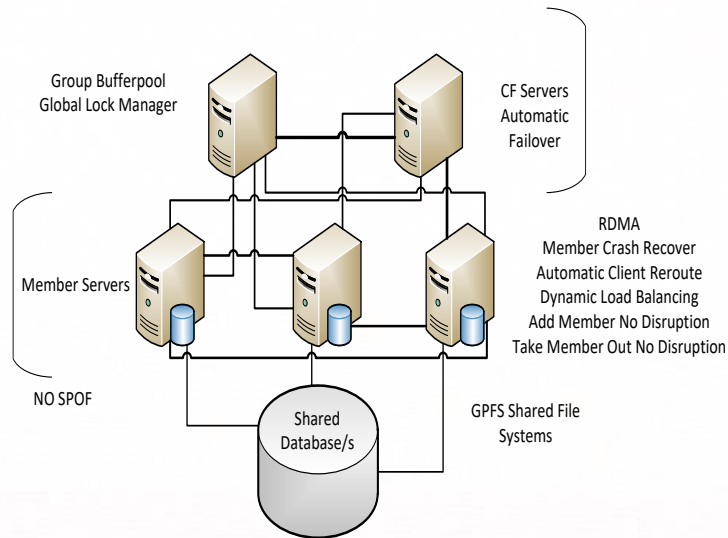 Group Bufferpool
Global Lock Manager
CF Servers
Automatic
Failover
Member Servers
RDMA
Member Crash Recover
Automatic Client Reroute
Dynamic Load Balancing
Add Member No Disruption
Take Member Out No Disruption
NO SPOF
Shared
Database/s
GPFS Shared File
Systems